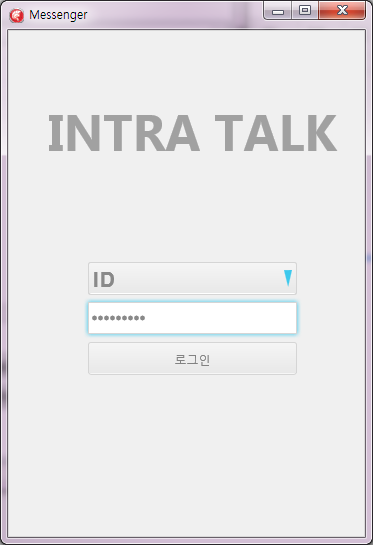 Messenger
INTRA TALK
ID
•••••••••
로그인